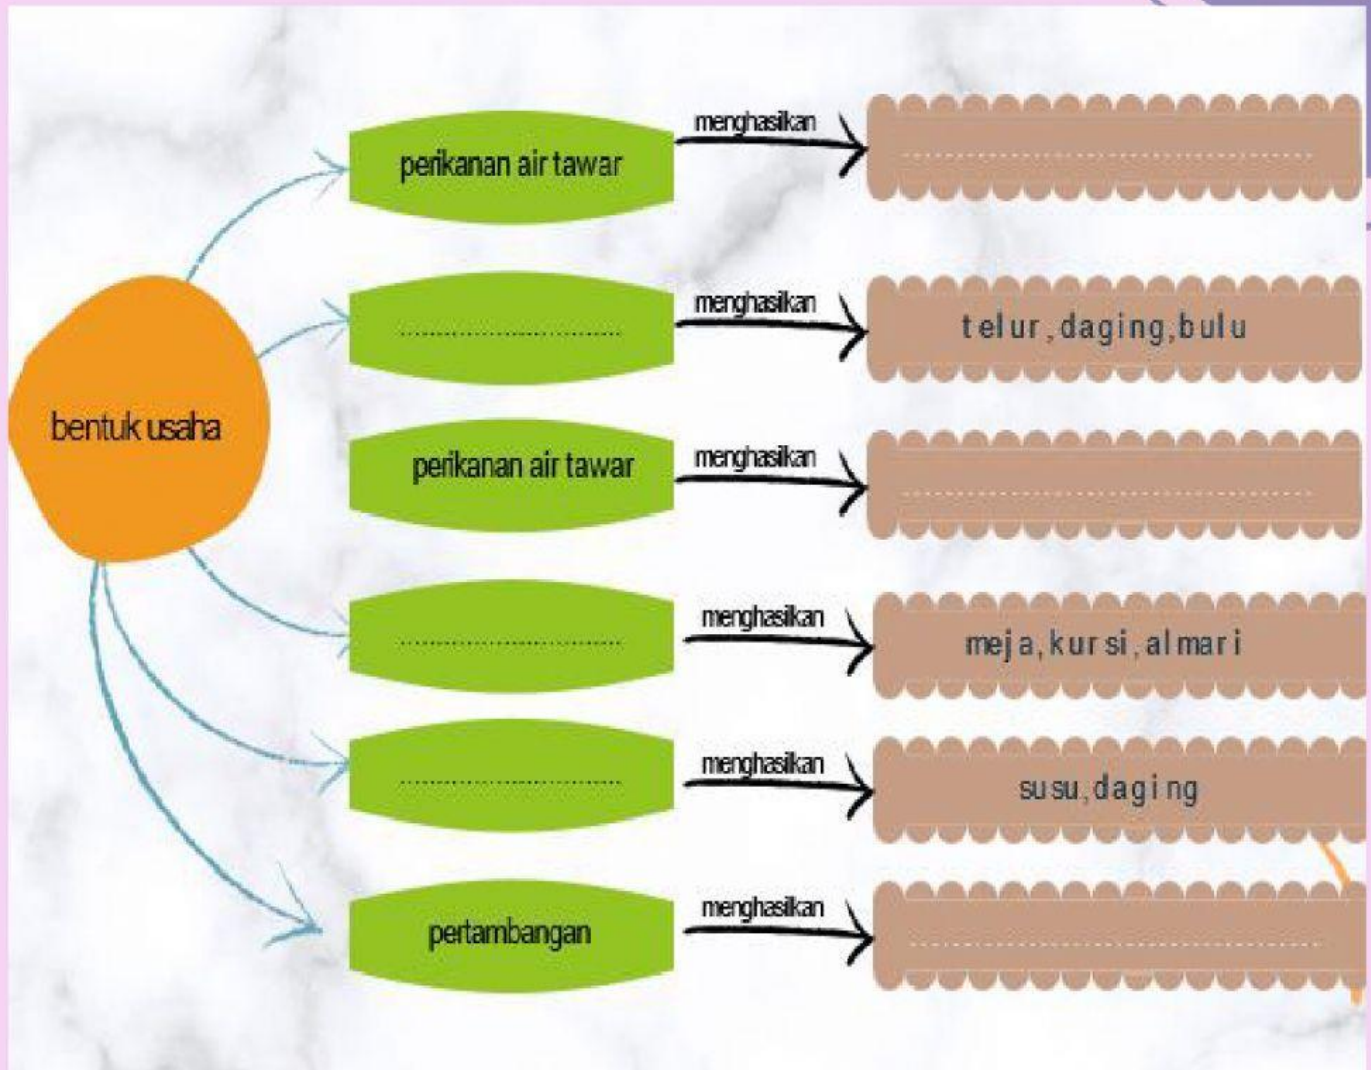 perikanan air tawar
menghasilkan
................................................
..............................
menghasilkan
telur,daging,bulu
bentuk usaha
perikanan air tawar
menghasilkan
................................................
..............................
menghasilkan
meja,kursi,almari
..............................
menghasilkan
susu,daging
pertambangan
menghasilkan
................................................